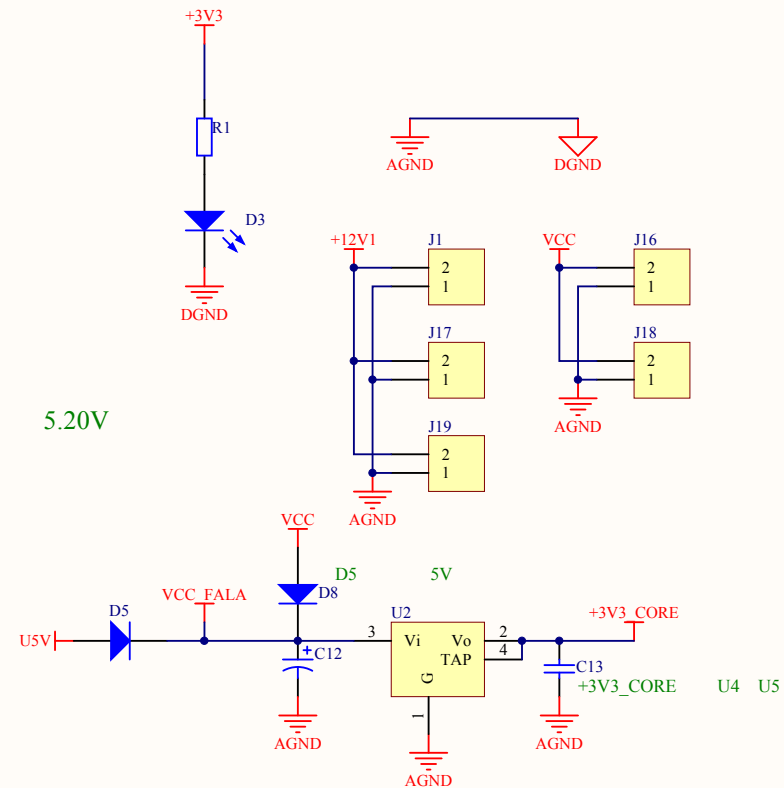 +3V3
R1
D3
DGND
AGND
DGND
+12V1
J1
2
1
J17
2
1
J19
2
1
AGND
VCC
J16
2
1
J18
2
1
AGND
5.20V
VCC
D5 5V
D8
VCC_FALA
D5
U5V
+
C12
AGND
U2
3
Vi
Vo
2
TAP
4
G
1
AGND
+3V3_CORE
C13
+3V3_CORE U4 U5
AGND